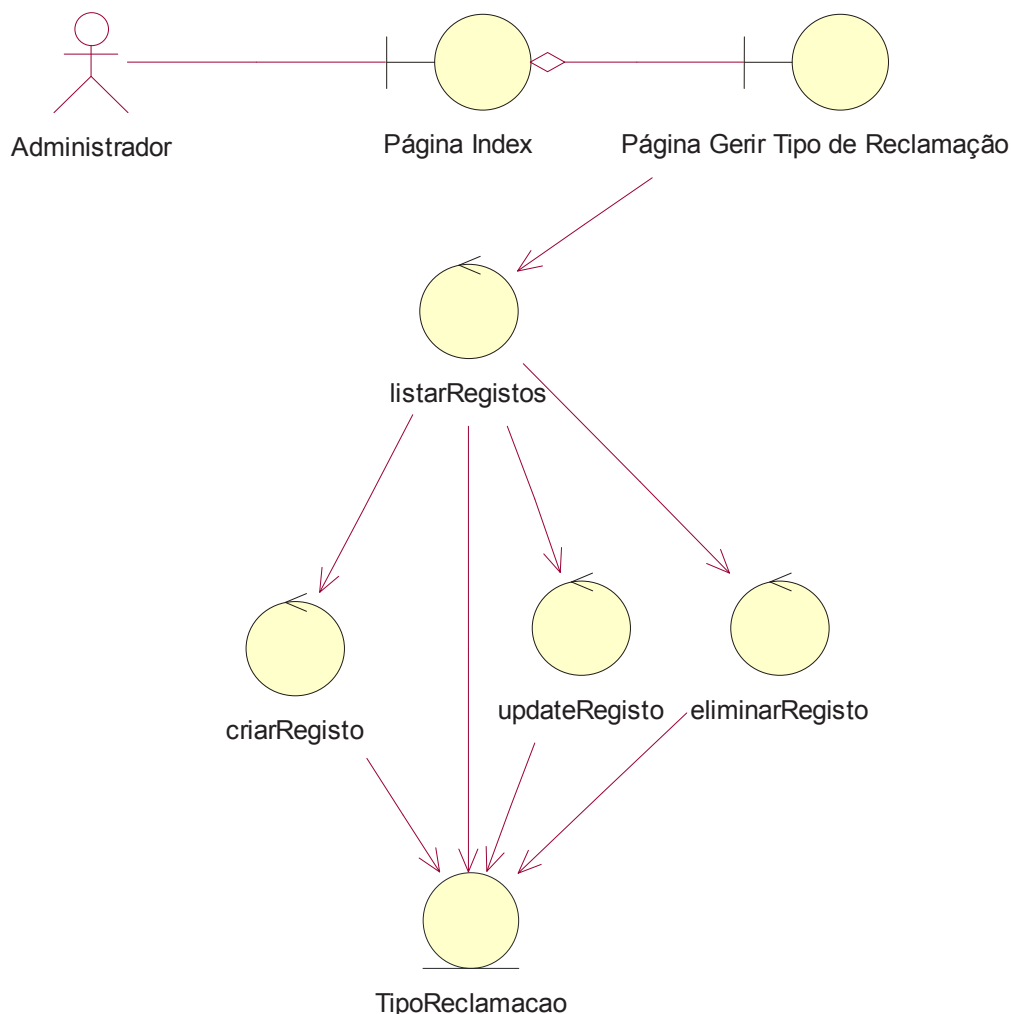 Administrador
Página Index
Página Gerir Tipo de Reclamação
listarRegistos
criarRegisto
updateRegisto
eliminarRegisto
TipoReclamacao